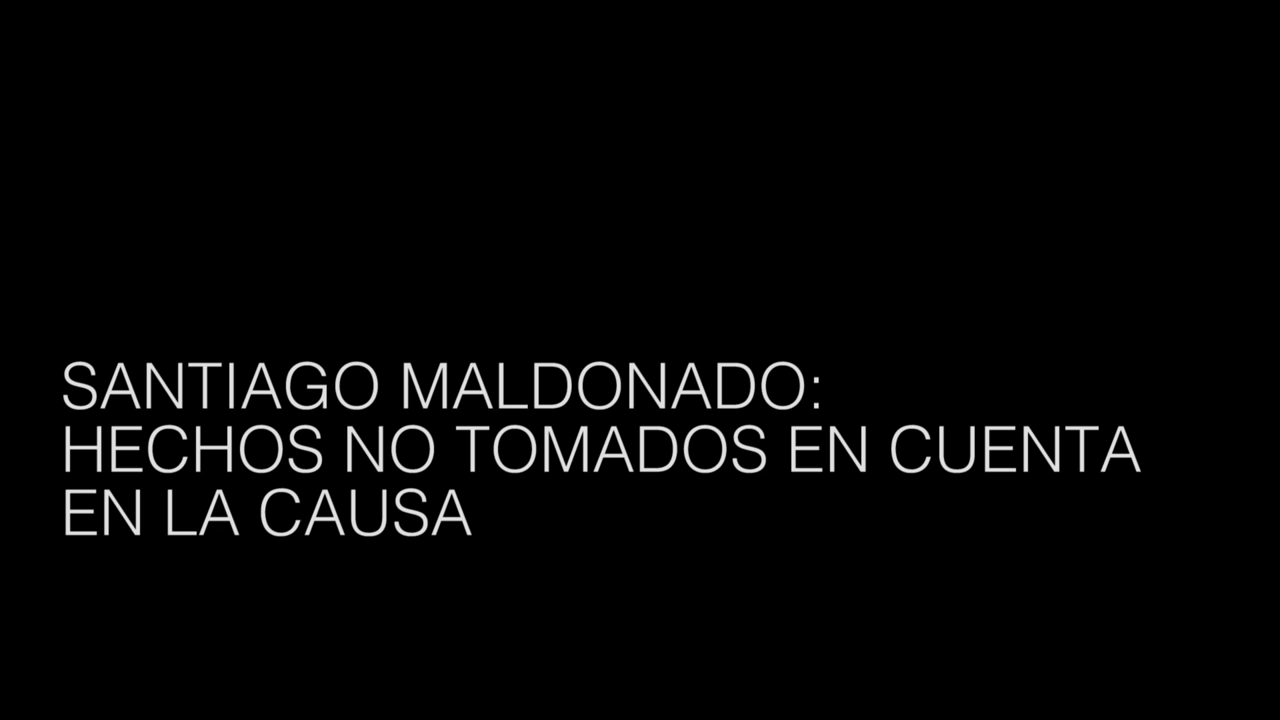 SANTIAGO MALDONADO:
HECHOS NO TOMADOS EN CUENTA
EN LA CAUSA